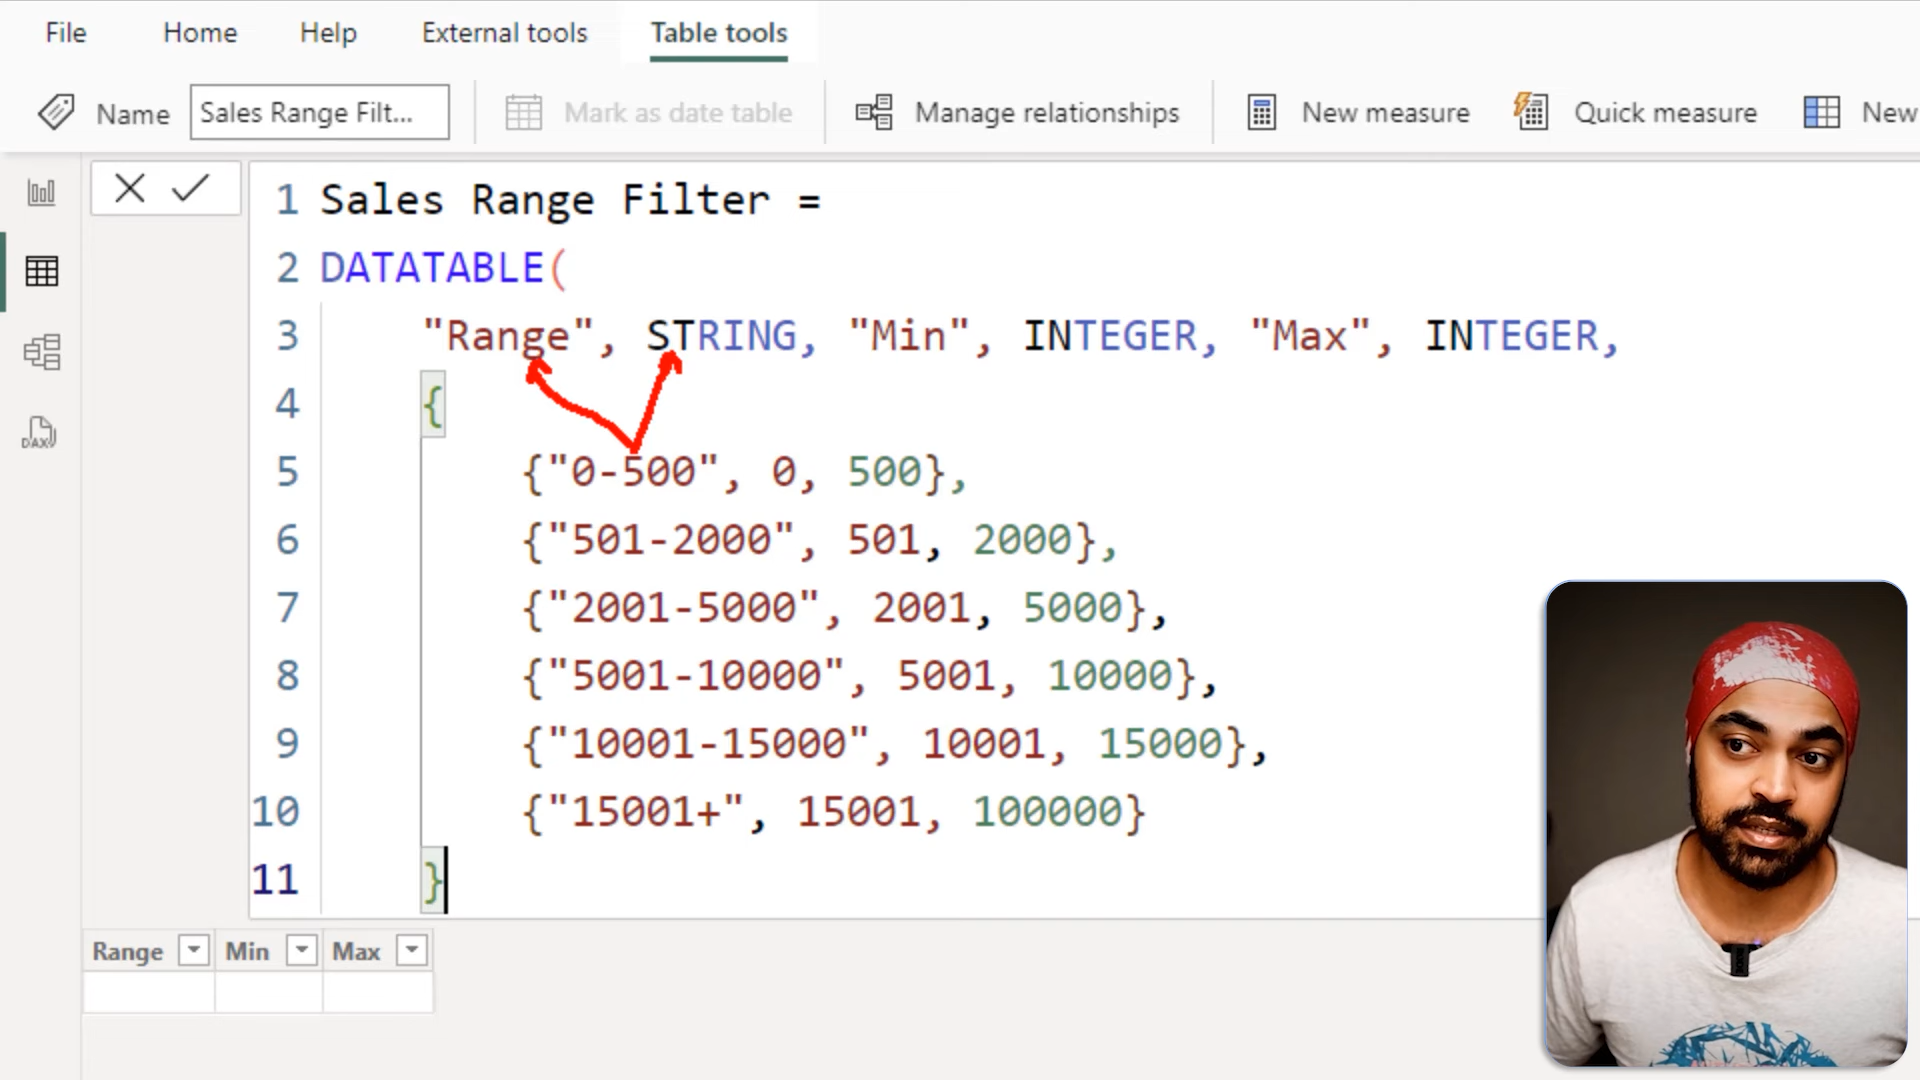 File Home Help External tools Table tools
Name Sales Range Filt... Mark as date table Manage relationships New measure Quick measure New
1 Sales Range Filter =
2 DATATABLE(
3 "Range", STRING, "Min", INTEGER, "Max", INTEGER,
4 {
5 {"0-500", 0, 500},
6 {"501-2000", 501, 2000},
7 {"2001-5000", 2001, 5000},
8 {"5001-10000", 5001, 10000},
9 {"10001-15000", 10001, 15000},
10 {"15001+", 15001, 100000}
11 }
DAX
Range Min Max